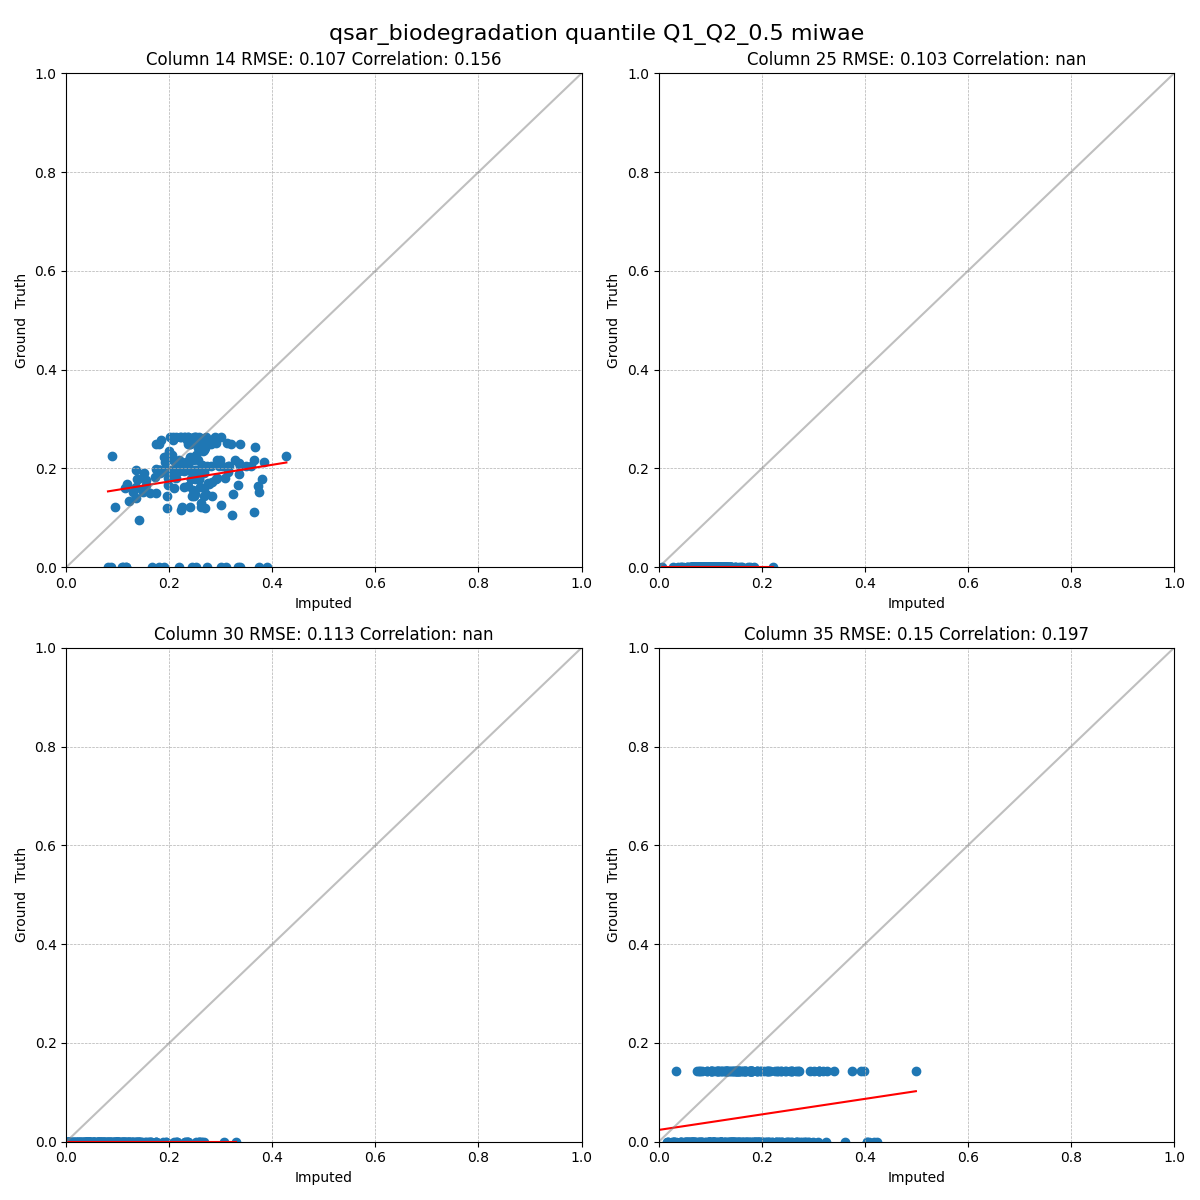 qsar_biodegradation quantile Q1_Q2_0.5 miwae
Column 14 RMSE: 0.107 Correlation: 0.156
1.0
0.8
0.6
0.4
0.2
0.0
Ground Truth
0.0 0.2 0.4 0.6 0.8 1.0
Imputed
Column 25 RMSE: 0.103 Correlation: nan
1.0
0.8
0.6
0.4
0.2
0.0
Ground Truth
0.0 0.2 0.4 0.6 0.8 1.0
Imputed
Column 30 RMSE: 0.113 Correlation: nan
1.0
0.8
0.6
0.4
0.2
0.0
Ground Truth
0.0 0.2 0.4 0.6 0.8 1.0
Imputed
Column 35 RMSE: 0.15 Correlation: 0.197
1.0
0.8
0.6
0.4
0.2
0.0
Ground Truth
0.0 0.2 0.4 0.6 0.8 1.0
Imputed